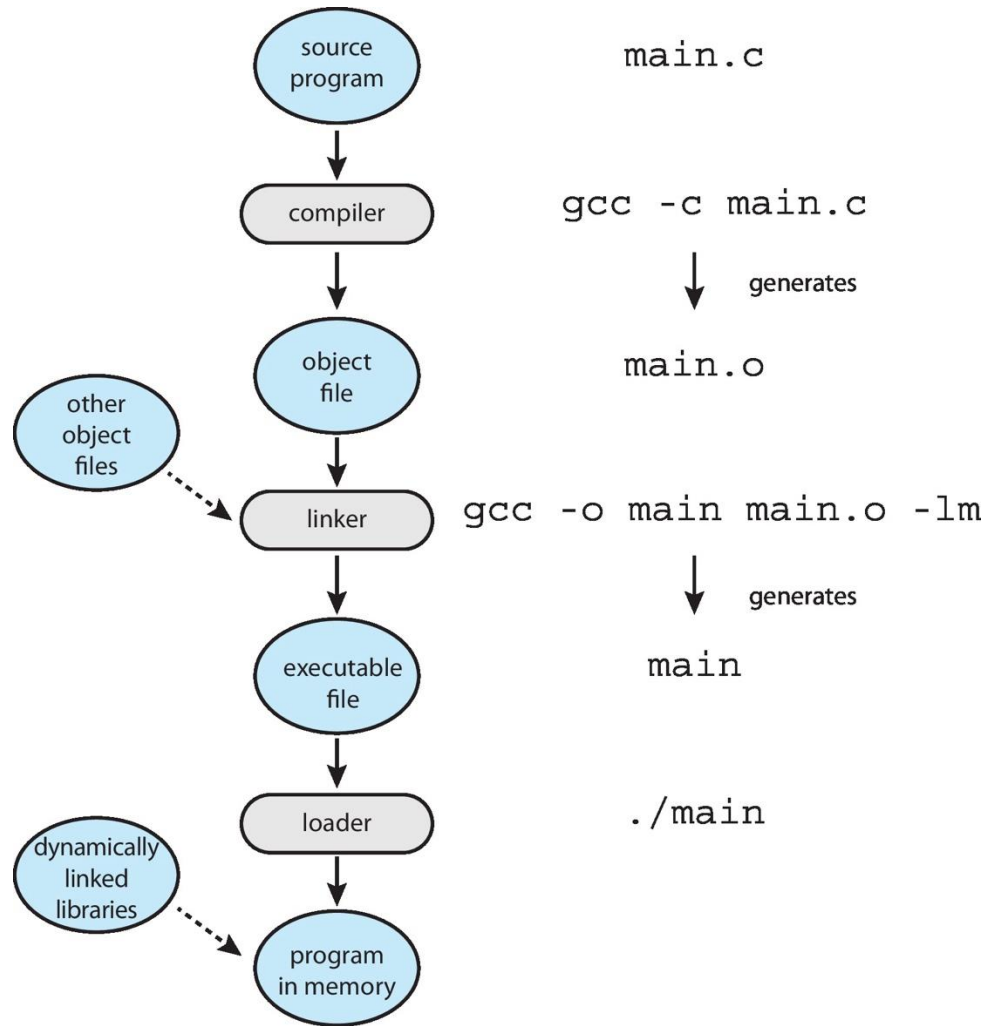 source
program
main.c
compiler
gcc -c main.c
generates
object
file
main.o
other
object
files
linker
gcc -o main main.o -lm
generates
executable
file
main
loader
./main
dynamically
linked
libraries
program
in memory